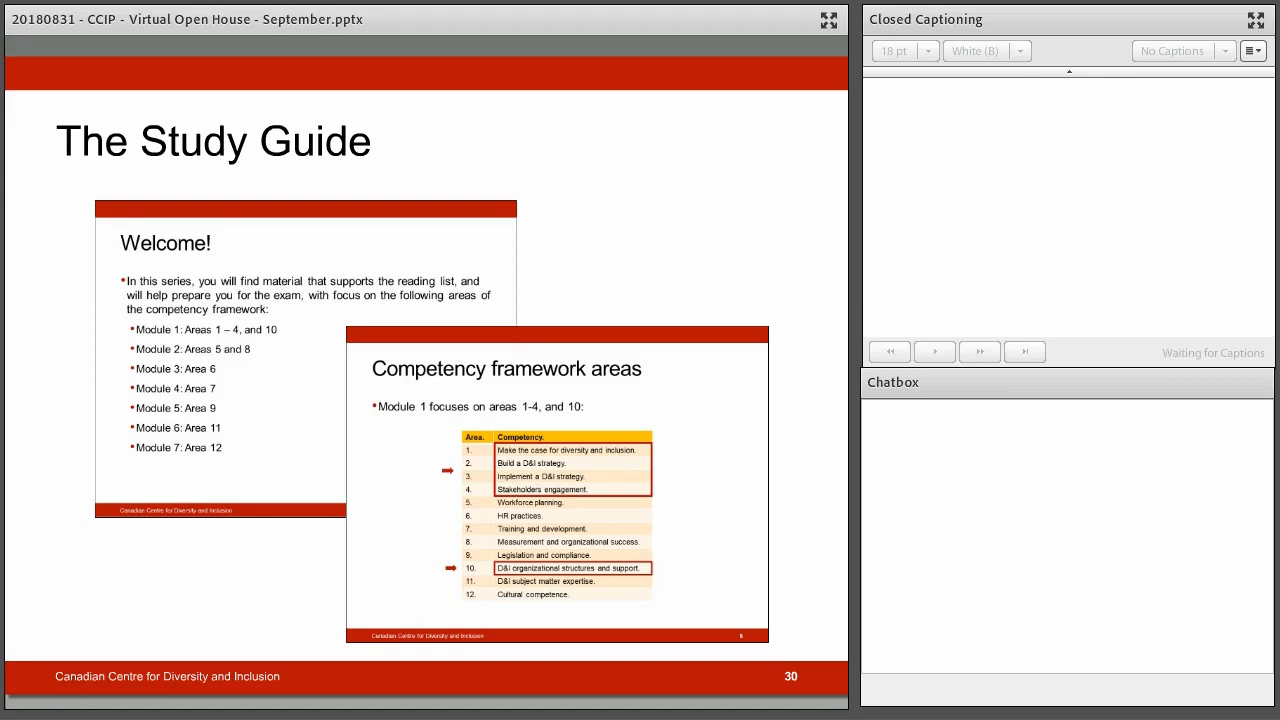 20180831 - CCIP - Virtual Open House - September.pptx
The Study Guide
Welcome!
•In this series, you will find material that supports the reading list, and
will help prepare you for the exam, with focus on the following areas of
the competency framework:
•Module 1: Areas 1 – 4, and 10
•Module 2: Areas 5 and 8
•Module 3: Area 6
•Module 4: Area 7
•Module 5: Area 9
•Module 6: Area 11
•Module 7: Area 12
Canadian Centre for Diversity and Inclusion
Competency framework areas
•Module 1 focuses on areas 1-4, and 10:
Area. Competency.
1. Make the case for diversity and inclusion.
2. Build a D&I strategy.
3. Implement a D&I strategy.
4. Stakeholders engagement.
5. Workforce planning.
6. HR practices.
7. Training and development.
8. Measurement and organizational success.
9. Legislation and compliance.
10. D&I organizational structures and support.
11. D&I subject matter expertise.
12. Cultural competence.
Canadian Centre for Diversity and Inclusion 5
Canadian Centre for Diversity and Inclusion 30
Closed Captioning
18 pt White (B) No Captions
Waiting for Captions
Chatbox